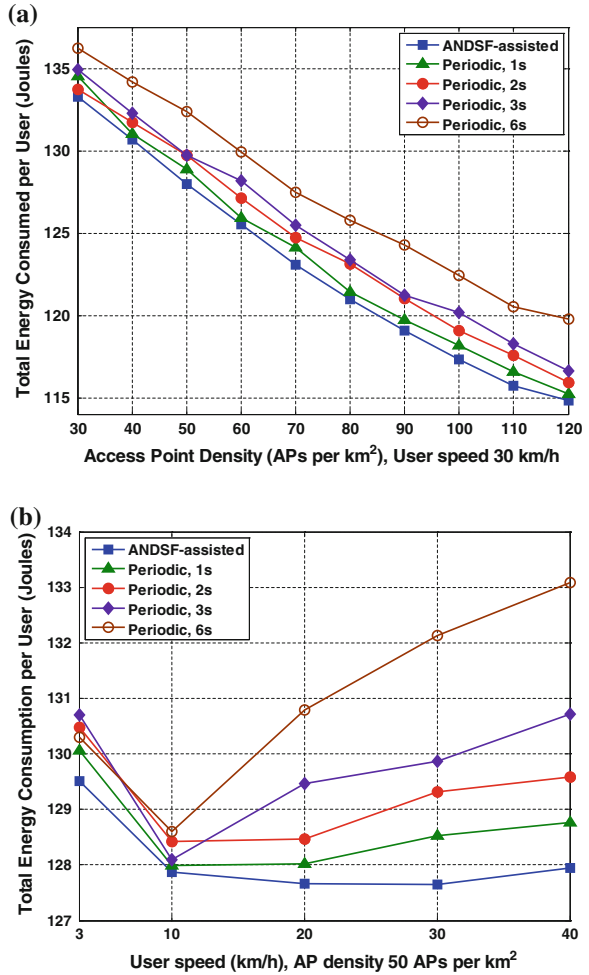 (a)
Total Energy Consumed per User (Joules)
135
130
125
120
115
ANDSF-assisted
Periodic, 1s
Periodic, 2s
Periodic, 3s
Periodic, 6s
30 40 50 60 70 80 90 100 110 120
Access Point Density (APs per km²), User speed 30 km/h
(b)
Total Energy Consumption per User (Joules)
134
133
132
131
130
129
128
127
ANDSF-assisted
Periodic, 1s
Periodic, 2s
Periodic, 3s
Periodic, 6s
3 10 20 30 40
User speed (km/h), AP density 50 APs per km²